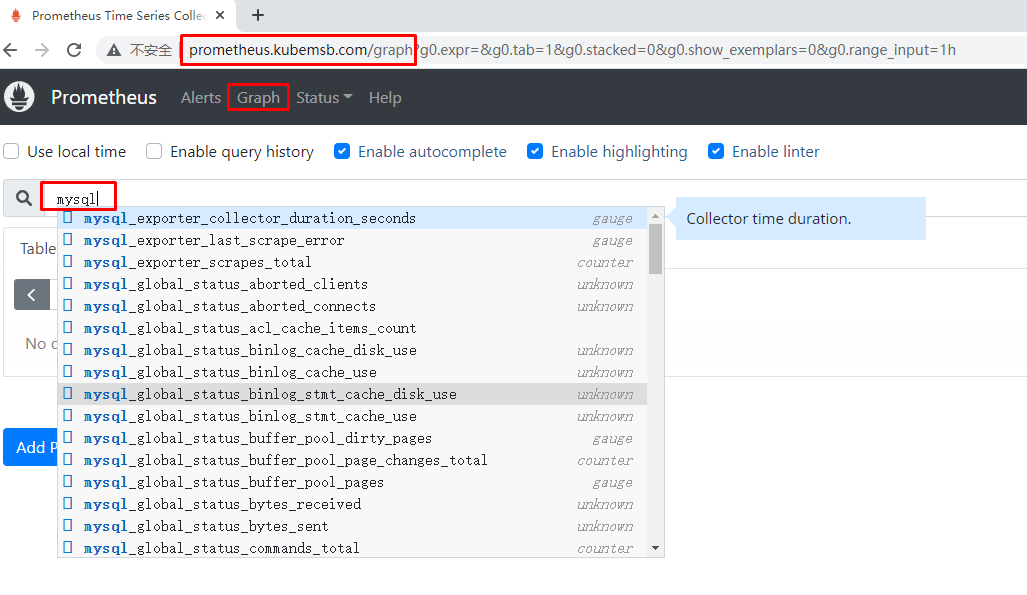 Prometheus Time Series Collec
不安全
prometheus.kubemsb.com/graph?g0.expr=&g0.tab=1&g0.stacked=0&g0.show_exemplars=0&g0.range_input=1h
Prometheus Alerts Graph Status Help
Use local time Enable query history Enable autocomplete Enable highlighting Enable linter
mysql
mysql_exporter_collector_duration_seconds gauge
Collector time duration.
mysql_exporter_last_scrape_error gauge
Table
mysql_exporter_scrapes_total counter
mysql_global_status_aborted_clients unknown
mysql_global_status_aborted_connects unknown
mysql_global_status_acl_cache_items_count
No
mysql_global_status_binlog_cache_disk_use unknown
mysql_global_status_binlog_cache_use unknown
mysql_global_status_binlog_stmt_cache_disk_use unknown
mysql_global_status_binlog_stmt_cache_use unknown
mysql_global_status_buffer_pool_dirty_pages gauge
Add
mysql_global_status_buffer_pool_page_changes_total counter
mysql_global_status_buffer_pool_pages gauge
mysql_global_status_bytes_received unknown
mysql_global_status_bytes_sent unknown
mysql_global_status_commands_total counter